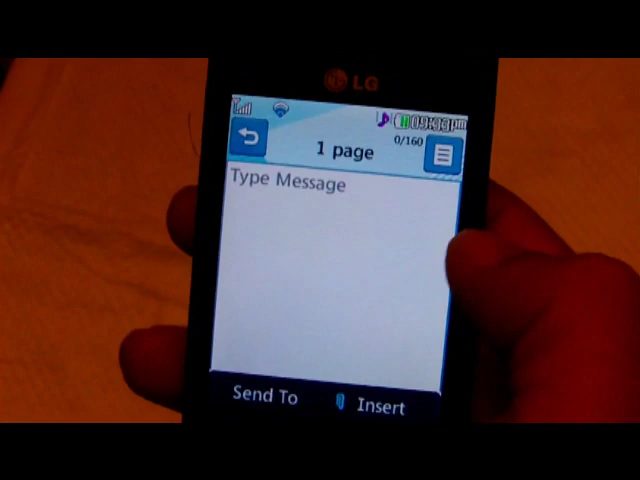 LG
09:33pm
0/160
1 page
Type Message
Send To
Insert